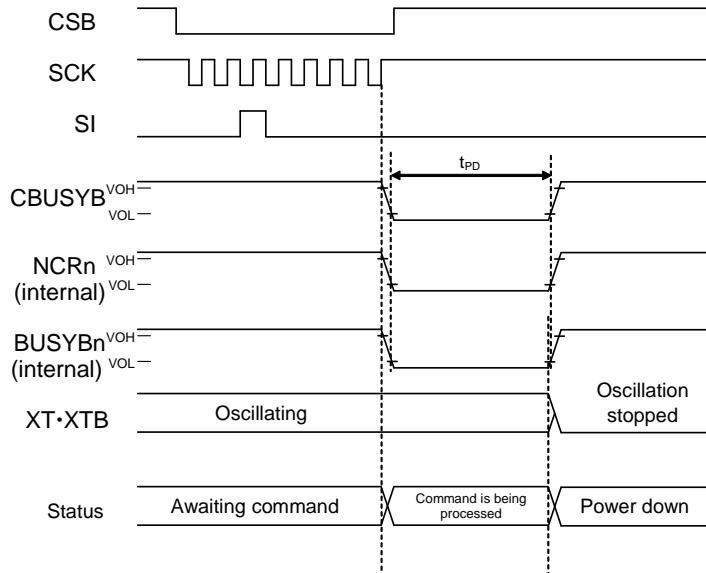 CSB
SCK
SI
tPD
CBUSYB
VOH
VOL
NCRn
(internal)
VOH
VOL
BUSYBn
(internal)
VOH
VOL
XT•XTB
Oscillating
Oscillation
stopped
Status
Awaiting command
Command is being
processed
Power down